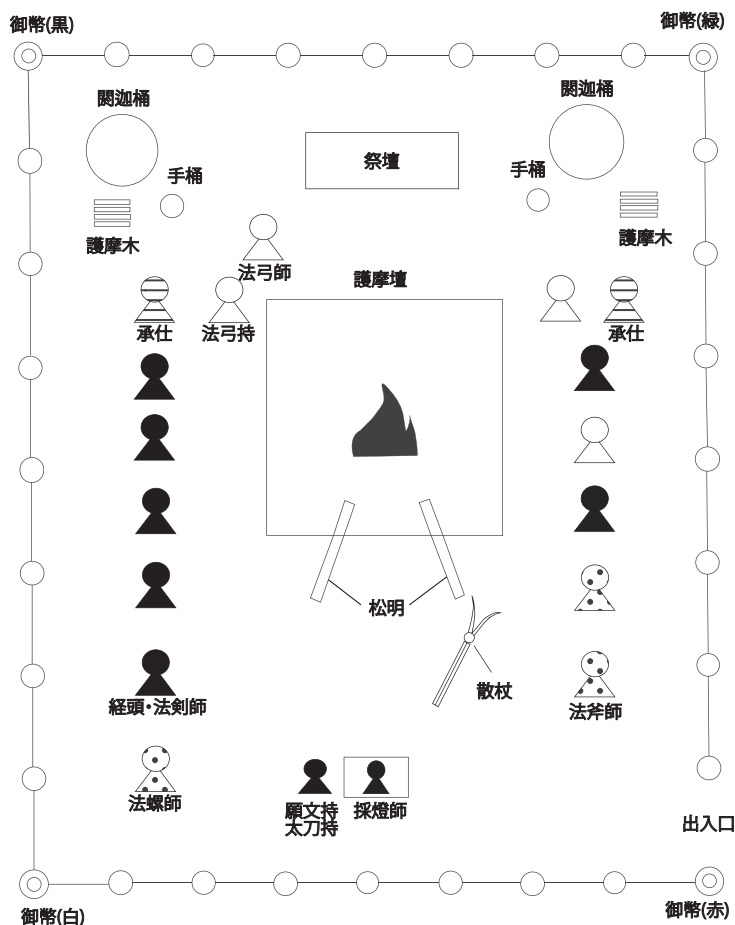 御幣(黒)
御幣(緑)
閼迦桶
閼迦桶
祭壇
手桶
手桶
護摩木
護摩木
法弓師
護摩壇
承仕
法弓持
承仕
松明
散杖
経頭・法剣師
法斧師
法螺師
願文持
太刀持
採燈師
出入口
御幣(白)
御幣(赤)